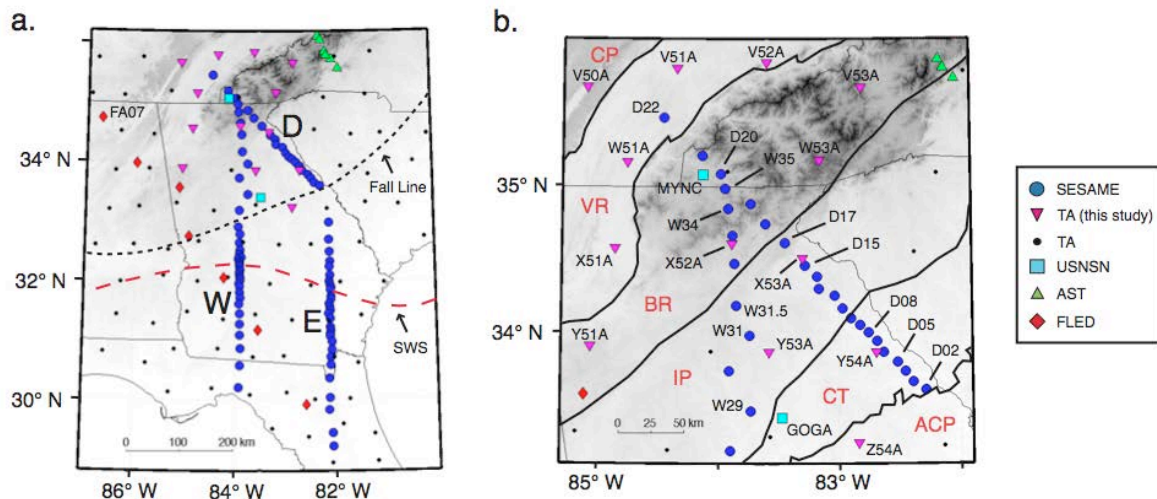 a.
FA07
D
34° N
Fall Line
32° N
W
E
SWS
30° N
0
100
200 km
86° W
84° W
82° W
b.
CP
V50A
V51A
V52A
V53A
D22
W51A
D20
W35
W53A
35° N
MYNC
VR
W34
D17
X51A
X52A
D15
X53A
BR
W31.5
D08
34° N
Y51A
W31
Y53A
D05
Y54A
D02
IP
CT
W29
ACP
0
25
50 km
GOGA
Z54A
85° W
83° W
SESAME
TA (this study)
TA
USNSN
AST
FLED